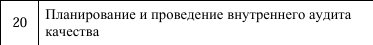 20 Планирование и проведение внутреннего аудита
качества